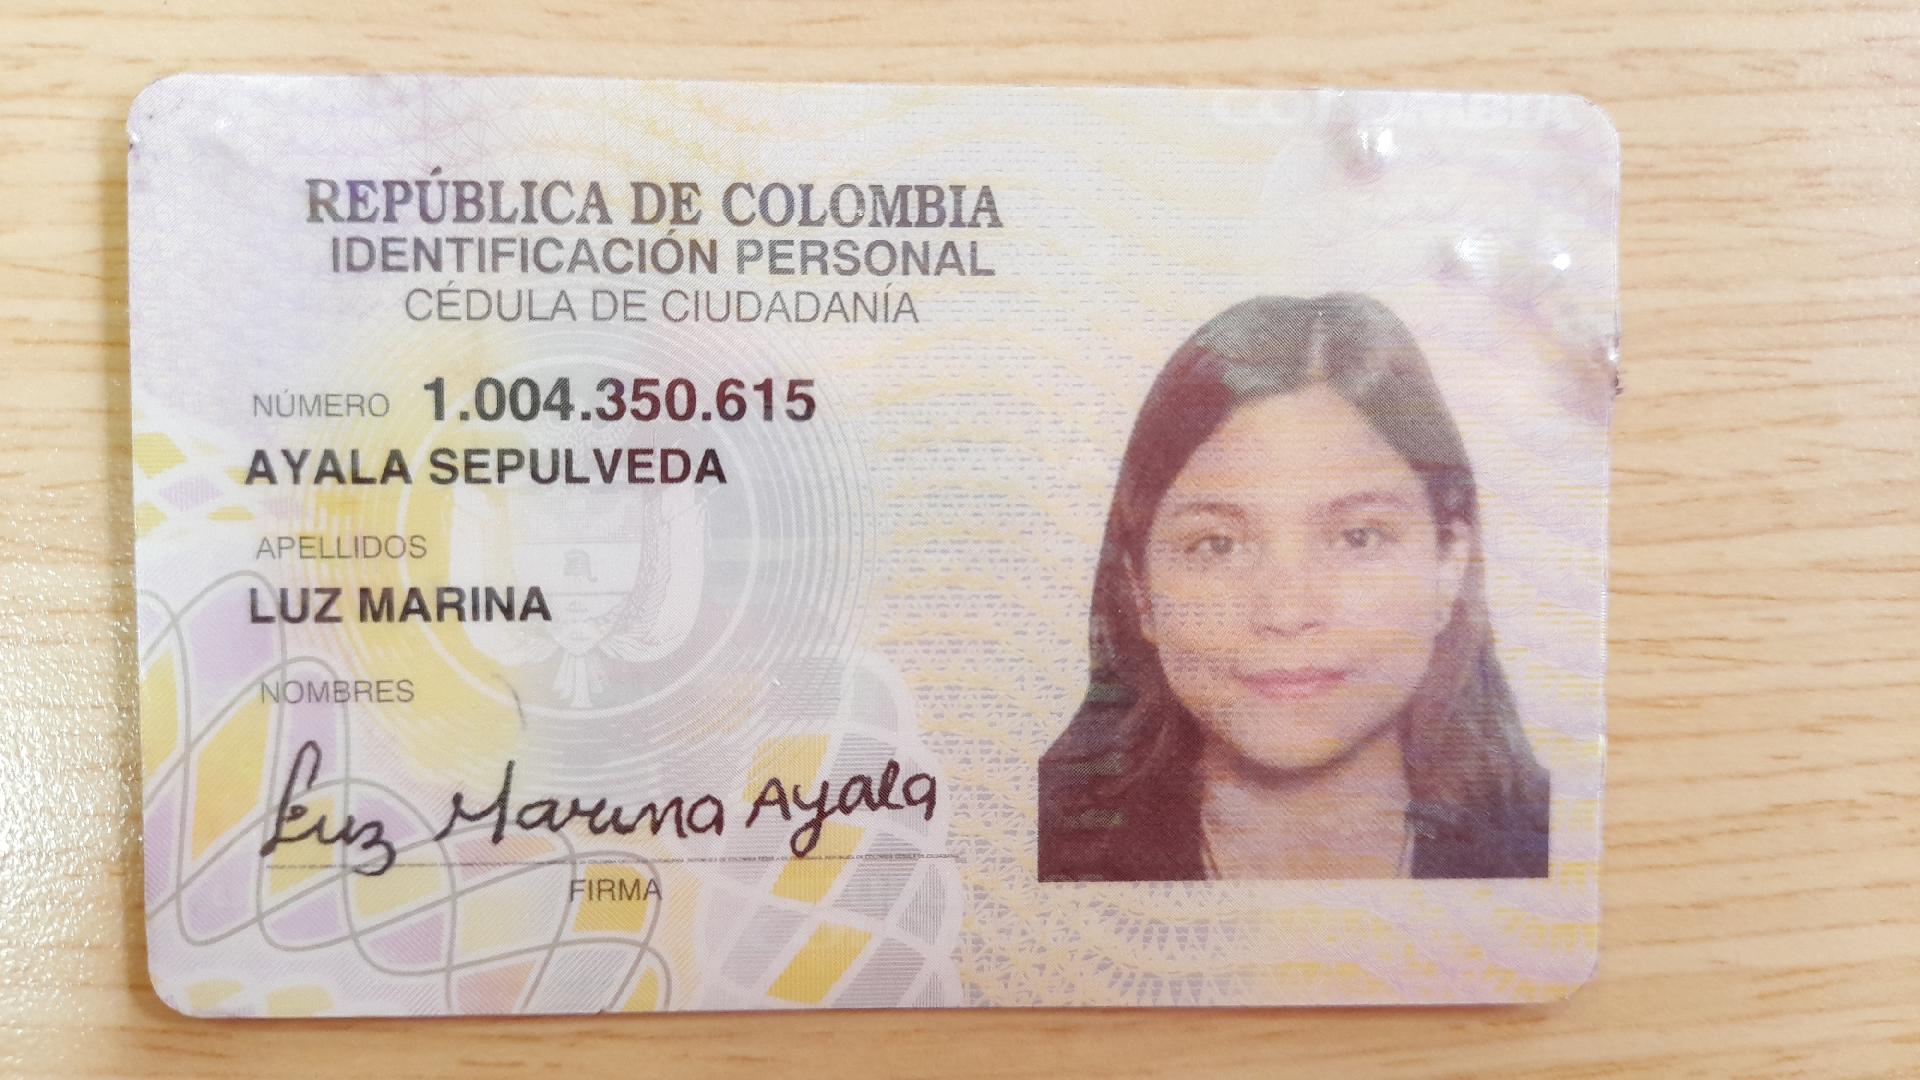 REPÚBLICA DE COLOMBIA
IDENTIFICACIÓN PERSONAL
CÉDULA DE CIUDADANÍA
NÚMERO 1.004.350.615
AYALA SEPULVEDA
APELLIDOS
LUZ MARINA
NOMBRES
Luz Marina Ayala
FIRMA